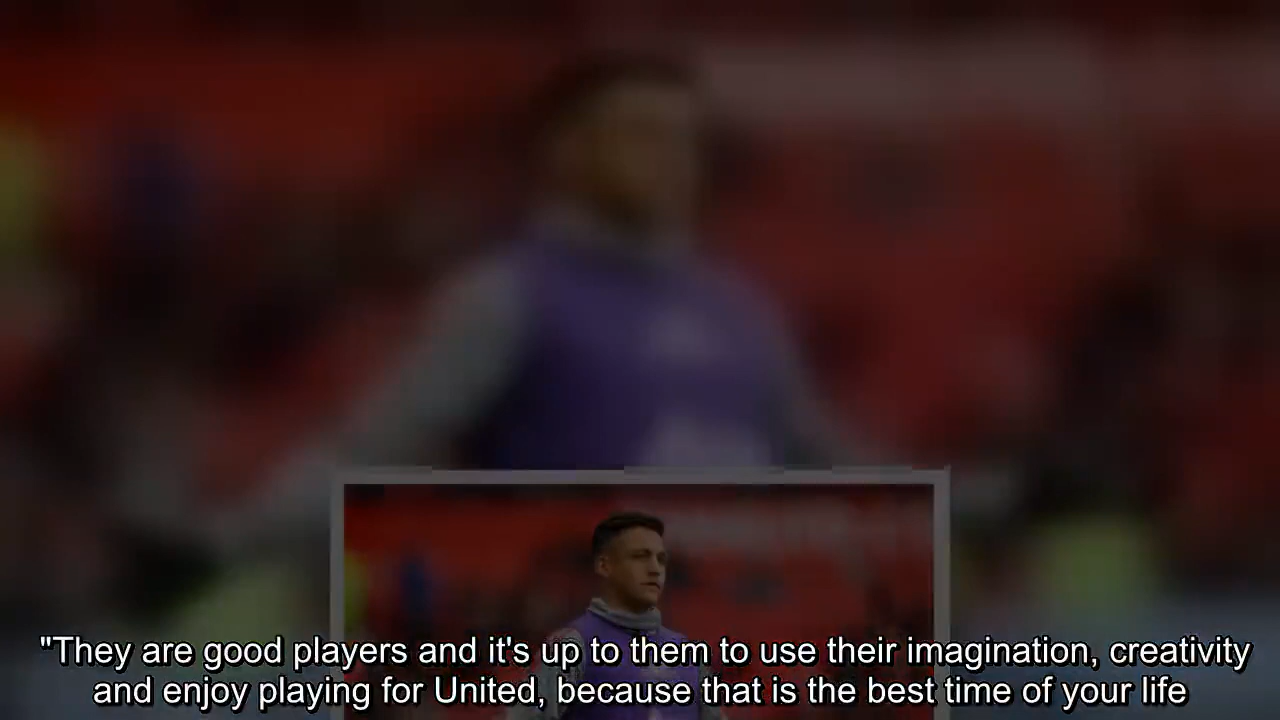 "They are good players and it's up to them to use their imagination, creativity
and enjoy playing for United, because that is the best time of your life